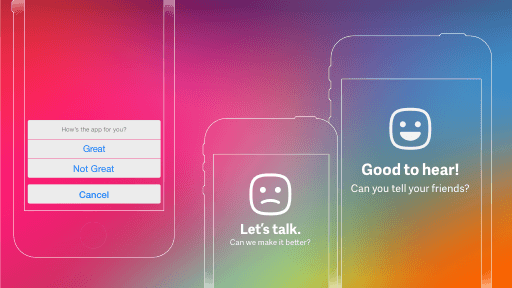 How's the app for you?
Great
Not Great
Cancel
Let's talk.
Can we make it better?
Good to hear!
Can you tell your friends?